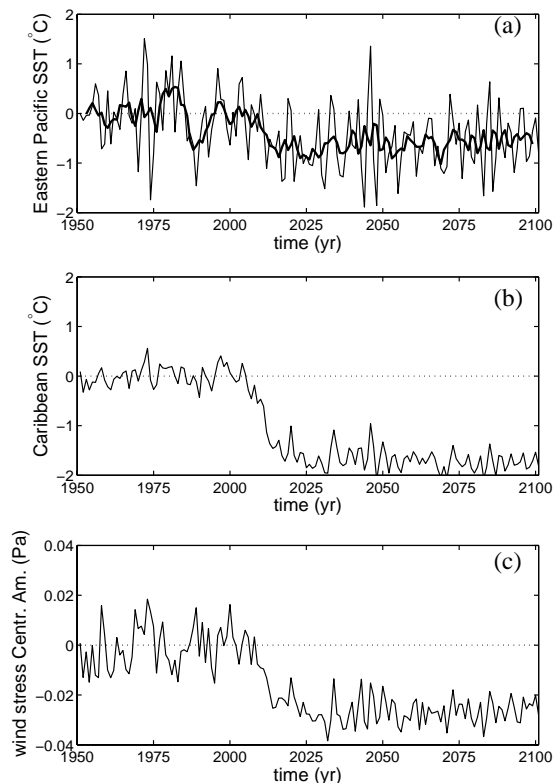 (a)
Eastern Pacific SST (°C)
2
1
0
−1
−2
1950 1975 2000 2025 2050 2075 2100
time (yr)
(b)
Caribbean SST (°C)
2
1
0
−1
−2
1950 1975 2000 2025 2050 2075 2100
time (yr)
(c)
wind stress Centr. Am. (Pa)
0.04
0.02
0
−0.02
−0.04
1950 1975 2000 2025 2050 2075 2100
time (yr)